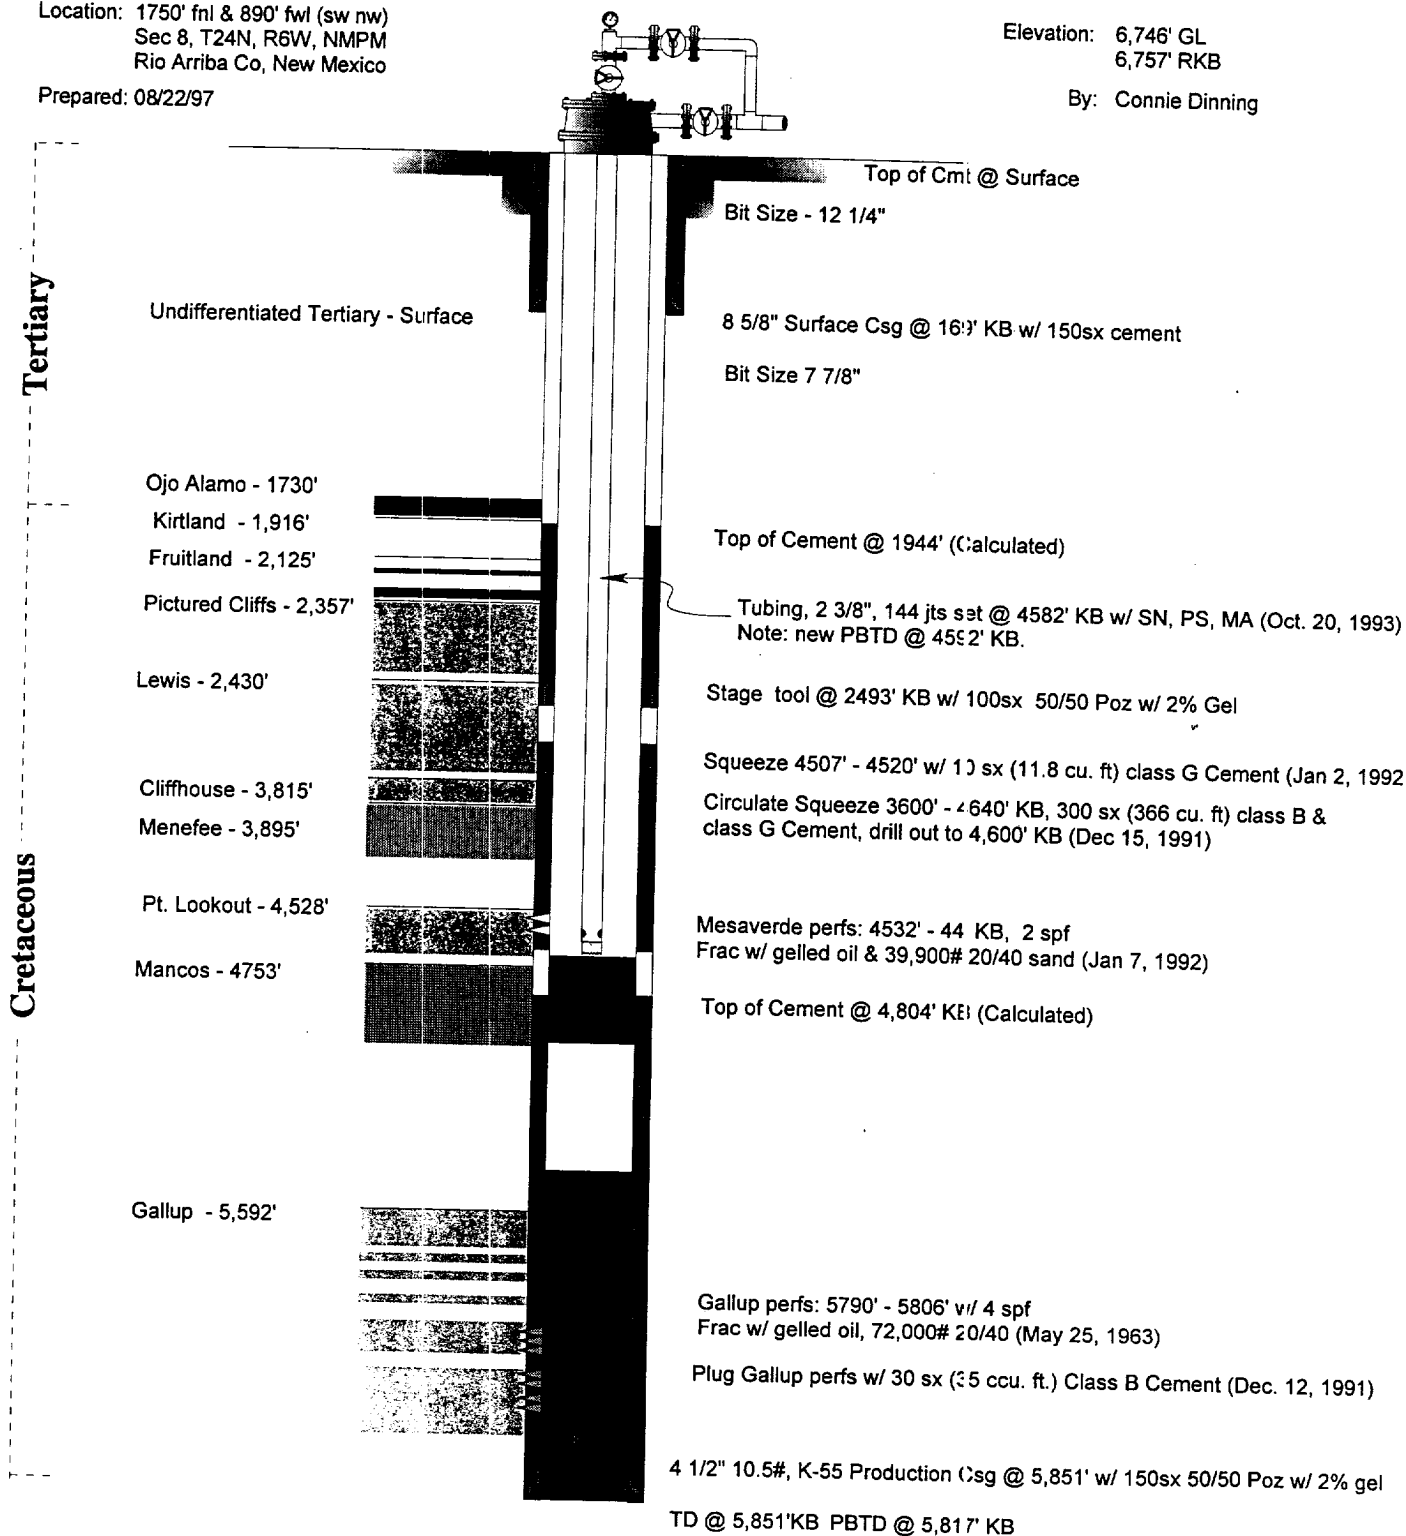 Location: 1750' fnl & 890' fwl (sw nw)
Sec 8, T24N, R6W, NMPM
Rio Arriba Co, New Mexico
Prepared: 08/22/97
Elevation: 6,746' GL
6,757' RKB
By: Connie Dinning
Top of Cmt @ Surface
Bit Size - 12 1/4"
Tertiary
Undifferentiated Tertiary - Surface
8 5/8" Surface Csg @ 169' KB w/ 150sx cement
Bit Size 7 7/8"
Ojo Alamo - 1730'
Kirtland - 1,916'
Fruitland - 2,125'
Pictured Cliffs - 2,357'
Lewis - 2,430'
Cliffhouse - 3,815'
Menefee - 3,895'
Pt. Lookout - 4,528'
Mancos - 4753'
Cretaceous
Gallup - 5,592'
Top of Cement @ 1944' (Calculated)
Tubing, 2 3/8", 144 jts set @ 4582' KB w/ SN, PS, MA (Oct. 20, 1993)
Note: new PBTD @ 4592' KB.
Stage tool @ 2493' KB w/ 100sx 50/50 Poz w/ 2% Gel
Squeeze 4507' - 4520' w/ 10 sx (11.8 cu. ft) class G Cement (Jan 2, 1992
Circulate Squeeze 3600' - 4640' KB, 300 sx (366 cu. ft) class B &
class G Cement, drill out to 4,600' KB (Dec 15, 1991)
Mesaverde perfs: 4532' - 44 KB, 2 spf
Frac w/ gelled oil & 39,900# 20/40 sand (Jan 7, 1992)
Top of Cement @ 4,804' KB (Calculated)
Gallup perfs: 5790' - 5806' w/ 4 spf
Frac w/ gelled oil, 72,000# 20/40 (May 25, 1963)
Plug Gallup perfs w/ 30 sx (35 ccu. ft.) Class B Cement (Dec. 12, 1991)
4 1/2" 10.5#, K-55 Production Csg @ 5,851' w/ 150sx 50/50 Poz w/ 2% gel
TD @ 5,851'KB PBTD @ 5,817' KB